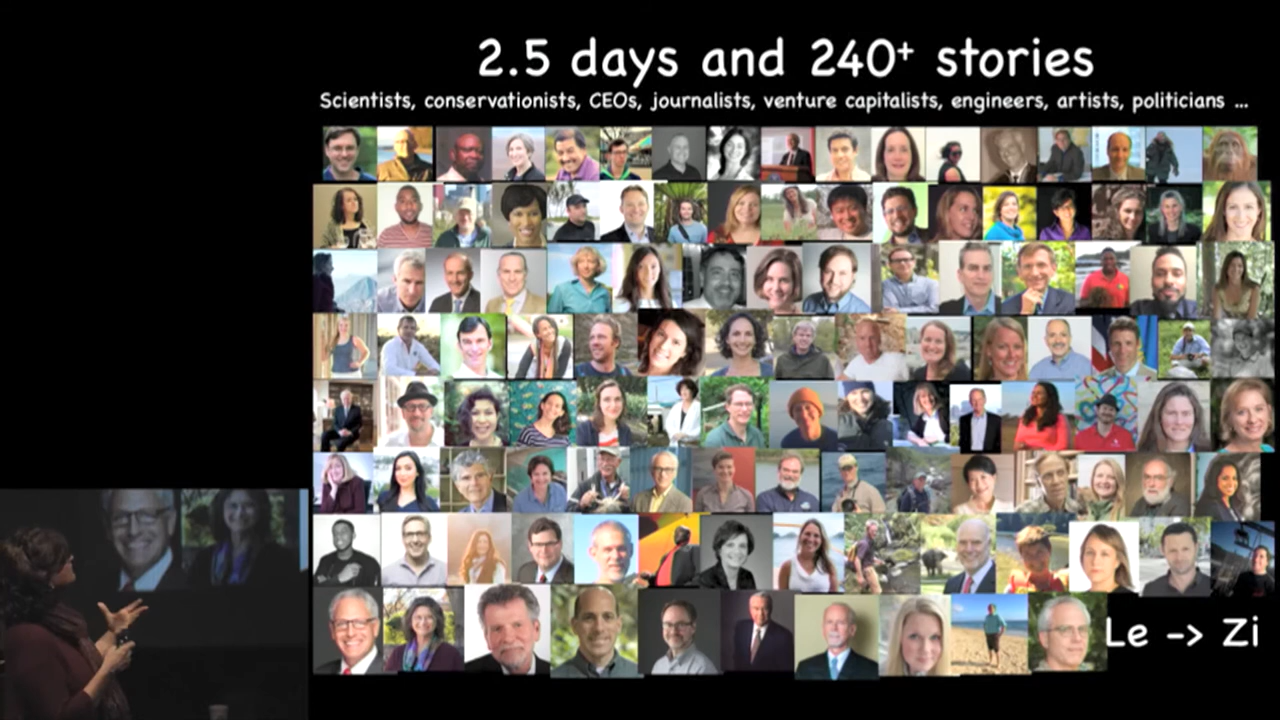 2.5 days and 240+ stories
Scientists, conservationists, CEOs, journalists, venture capitalists, engineers, artists, politicians ...
Le -> Zi